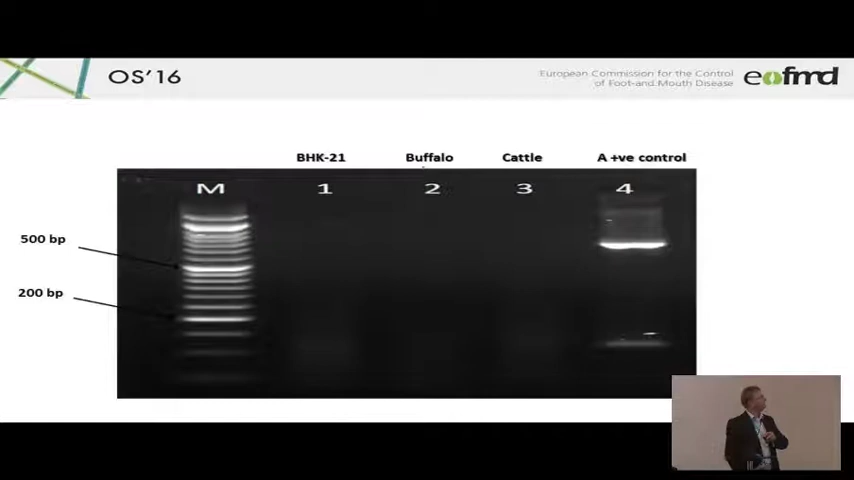 OS'16
European Commission for the Control
of Foot-and-Mouth Disease
eofmd
BHK-21
Buffalo
Cattle
A +ve control
M
1
2
3
4
500 bp
200 bp